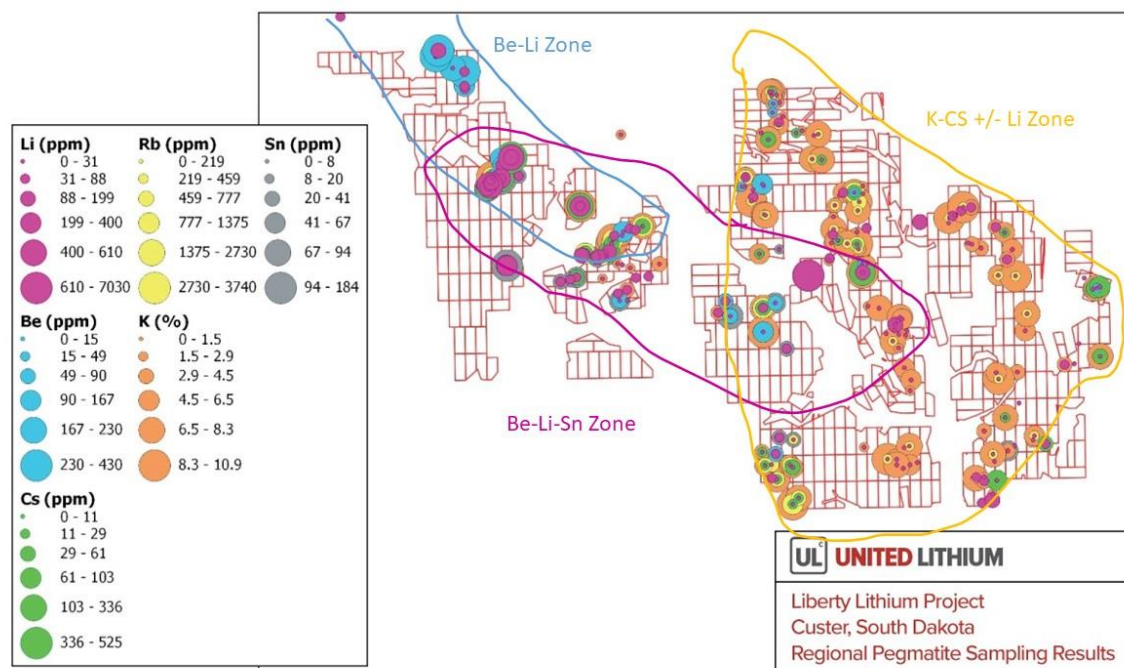 Be-Li Zone
K-CS +/- Li Zone
Be-Li-Sn Zone
Li (ppm)
0 - 31
31 - 88
88 - 199
199 - 400
400 - 610
610 - 7030
Rb (ppm)
0 - 219
219 - 459
459 - 777
777 - 1375
1375 - 2730
2730 - 3740
Sn (ppm)
0 - 8
8 - 20
20 - 41
41 - 67
67 - 94
94 - 184
Be (ppm)
0 - 15
15 - 49
49 - 90
90 - 167
167 - 230
230 - 430
K (%)
0 - 1.5
1.5 - 2.9
2.9 - 4.5
4.5 - 6.5
6.5 - 8.3
8.3 - 10.9
Cs (ppm)
0 - 11
11 - 29
29 - 61
61 - 103
103 - 336
336 - 525
UL UNITED LITHIUM
Liberty Lithium Project
Custer, South Dakota
Regional Pegmatite Sampling Results